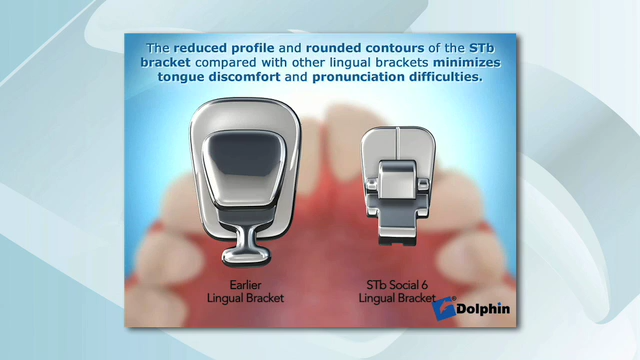 The reduced profile and rounded contours of the STb
bracket compared with other lingual brackets minimizes
tongue discomfort and pronunciation difficulties.
Earlier
Lingual Bracket
STb Social 6
Lingual Bracket
Dolphin